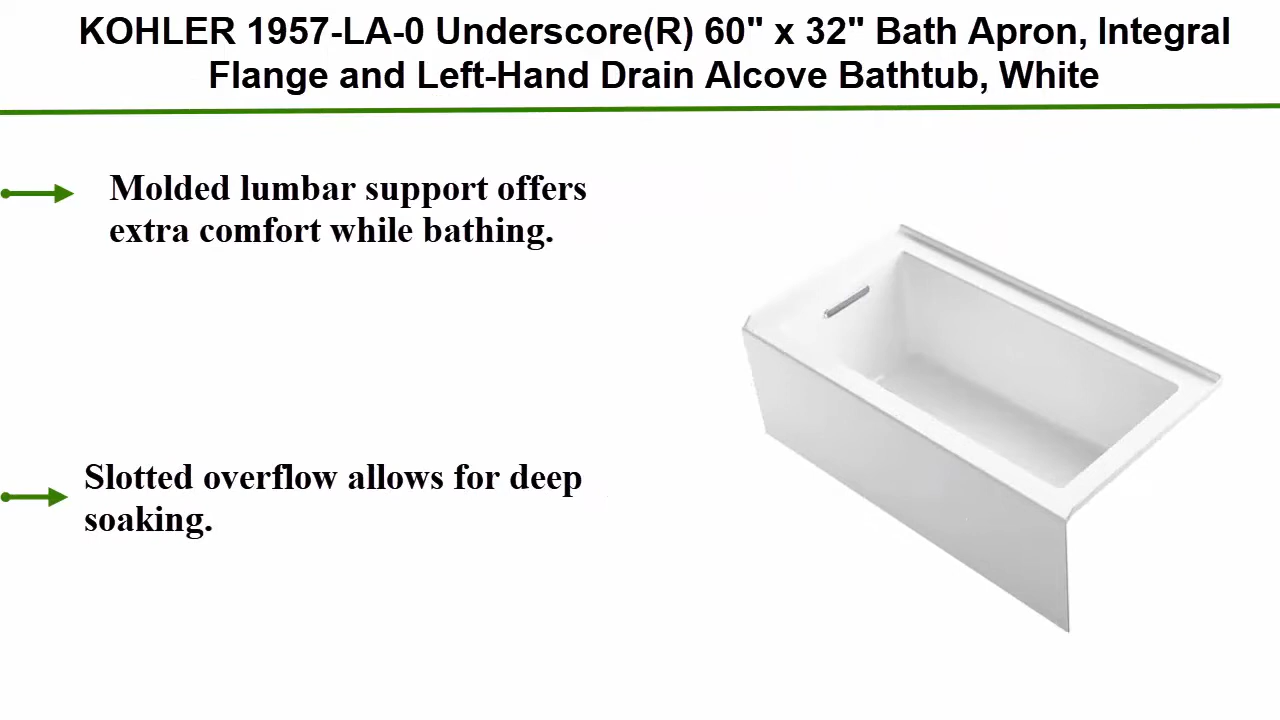 KOHLER 1957-LA-0 Underscore(R) 60" x 32" Bath Apron, Integral
Flange and Left-Hand Drain Alcove Bathtub, White
Molded lumbar support offers
extra comfort while bathing.
Slotted overflow allows for deep
soaking.